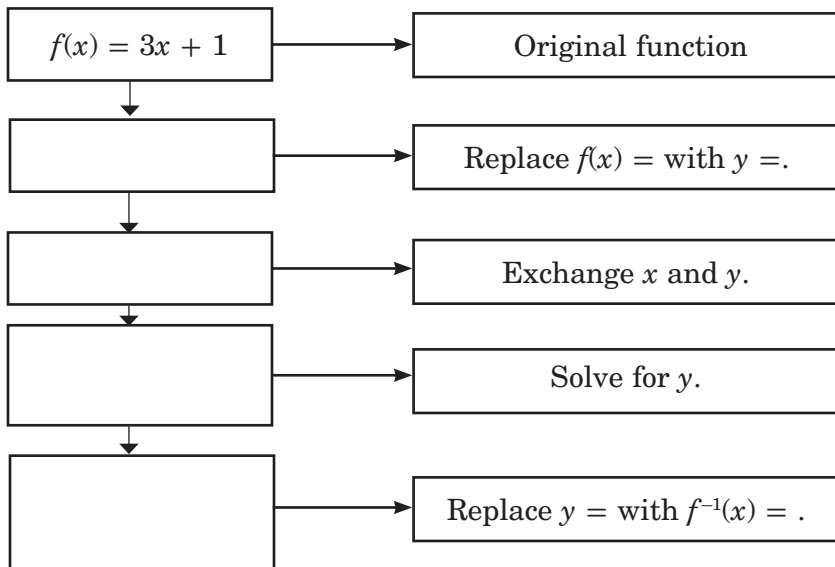 f(x) = 3x + 1
Original function
Replace f(x) = with y =.
Exchange x and y.
Solve for y.
Replace y = with f⁻¹(x) = .